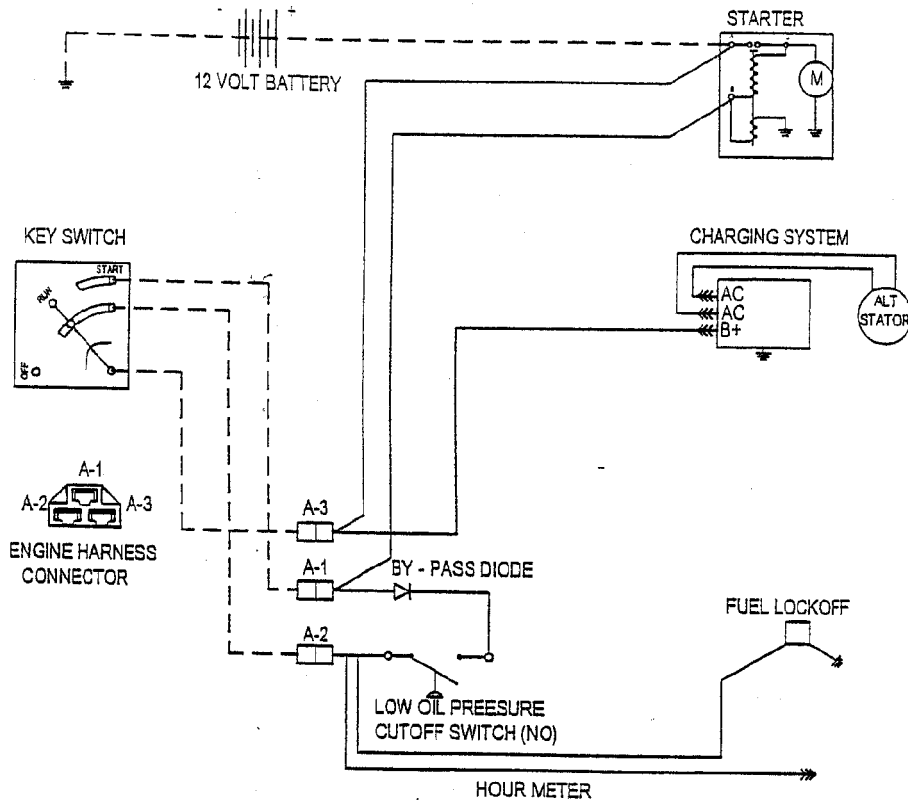 - +
STARTER
12 VOLT BATTERY
M
KEY SWITCH
START
RUN
OFF
CHARGING SYSTEM
AC
AC
B+
ALT
STATOR
A-1
A-2
A-3
ENGINE HARNESS
CONNECTOR
A-3
A-1
BY - PASS DIODE
A-2
FUEL LOCKOFF
LOW OIL PREESURE
CUTOFF SWITCH (NO)
HOUR METER